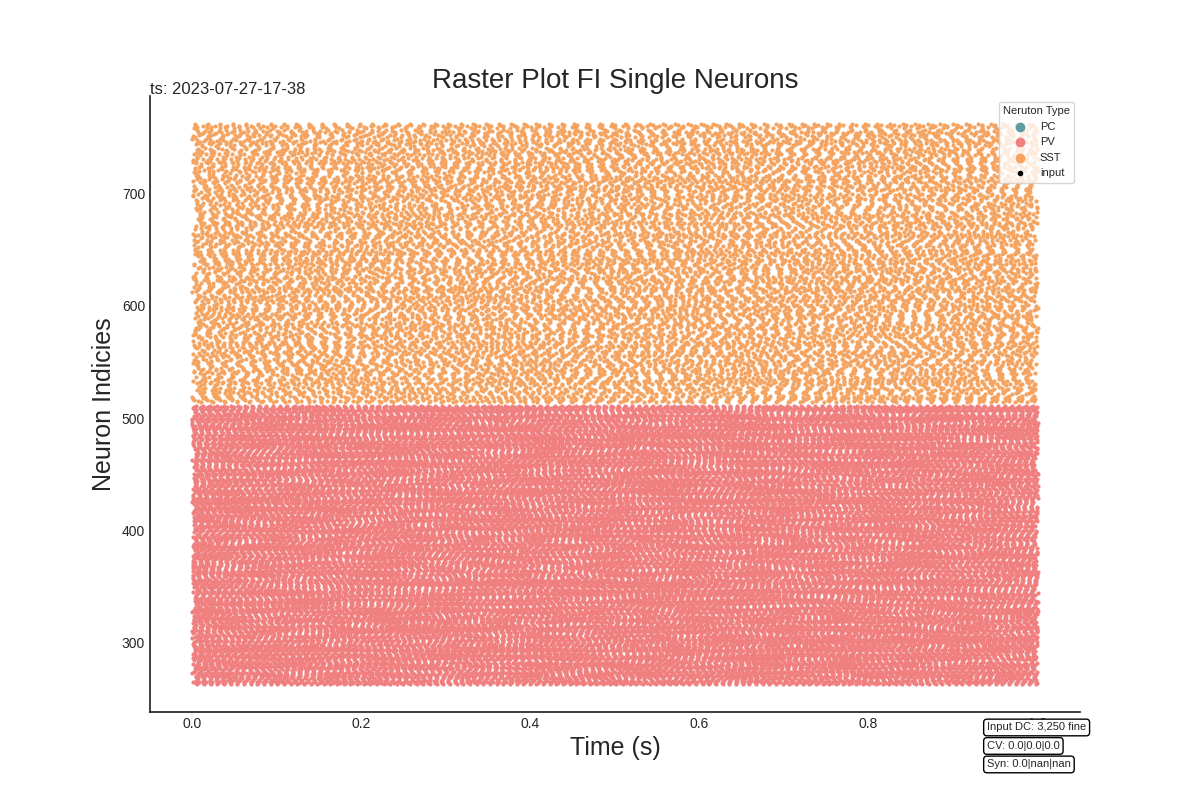 Raster Plot FI Single Neurons
ts: 2023-07-27-17-38
Neruton Type
PC
PV
SST
input
700
600
500
400
300
Neuron Indicies
0.0
0.2
0.4
0.6
0.8
Time (s)
Input DC: 3,250 fine
CV: 0.0|0.0|0.0
Syn: 0.0|nan|nan